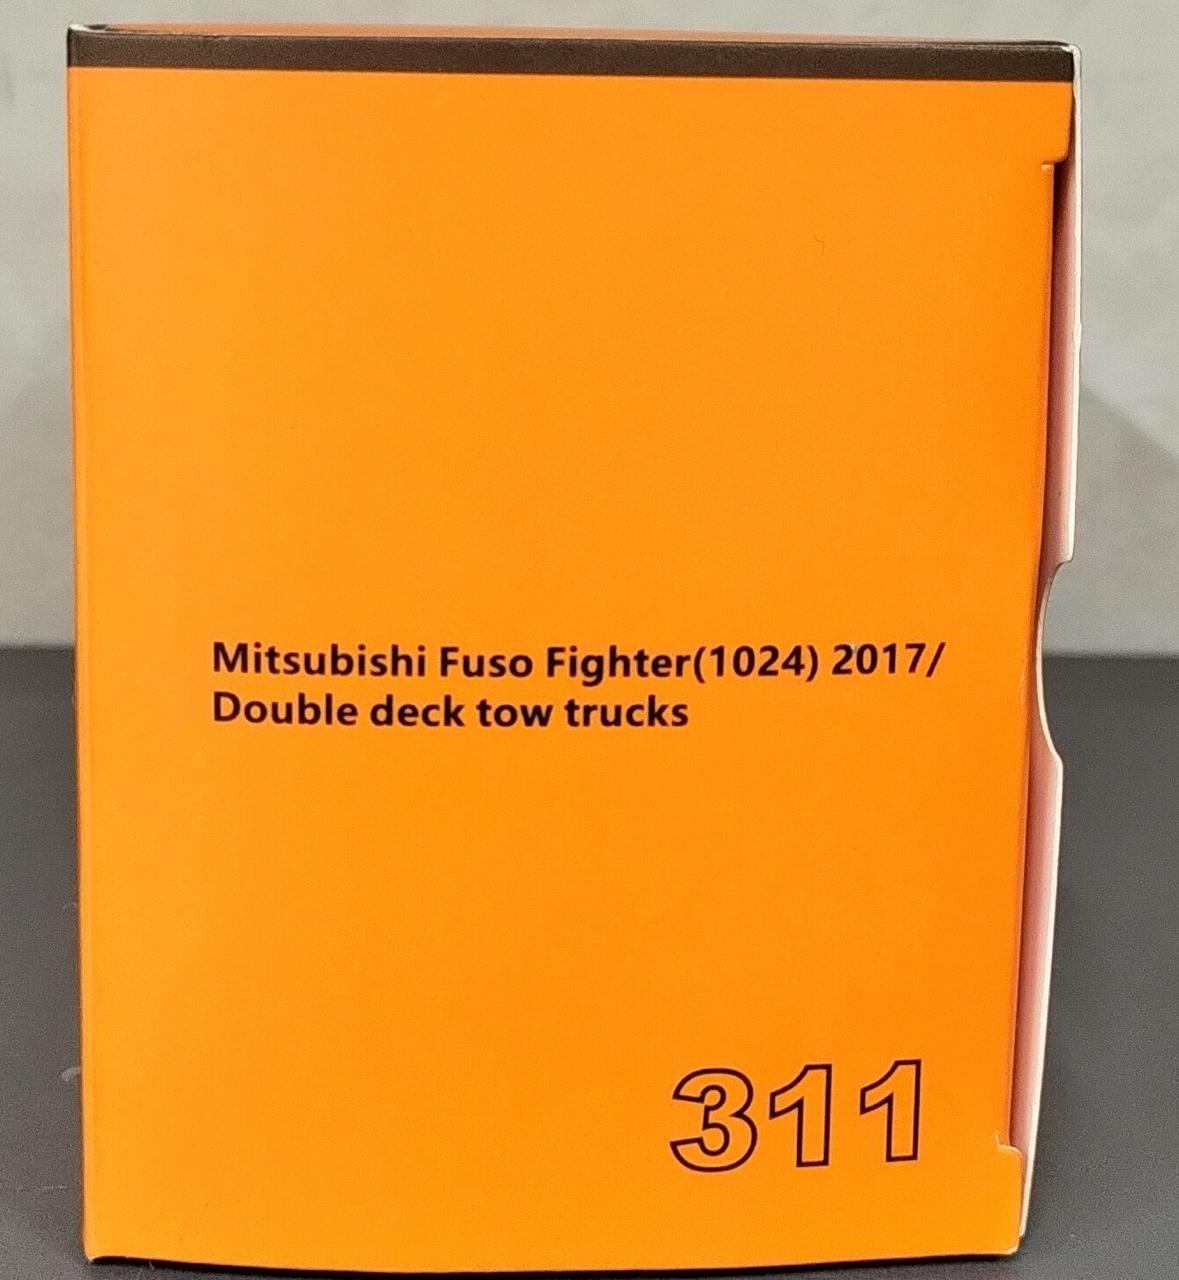 Mitsubishi Fuso Fighter(1024) 2017/
Double deck tow trucks
311